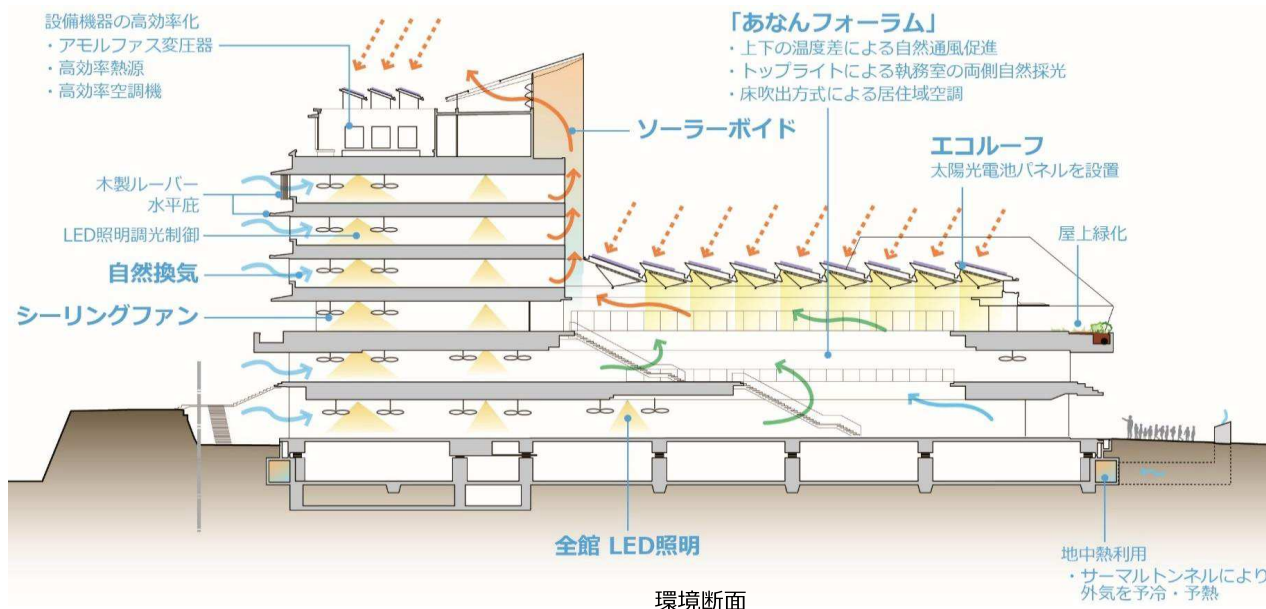 設備機器の高効率化
・アモルファス変圧器
・高効率熱源
・高効率空調機
「あなんフォーラム」
・上下の温度差による自然通風促進
・トップライトによる執務室の両側自然採光
・床吹出方式による居住域空調
ソーラーボイド
エコルーフ
太陽光電池パネルを設置
木製ルーバー
水平庇
LED照明調光制御
屋上緑化
自然換気
シーリングファン
全館 LED照明
地中熱利用
・サーマルトンネルにより
外気を予冷・予熱
環境断面